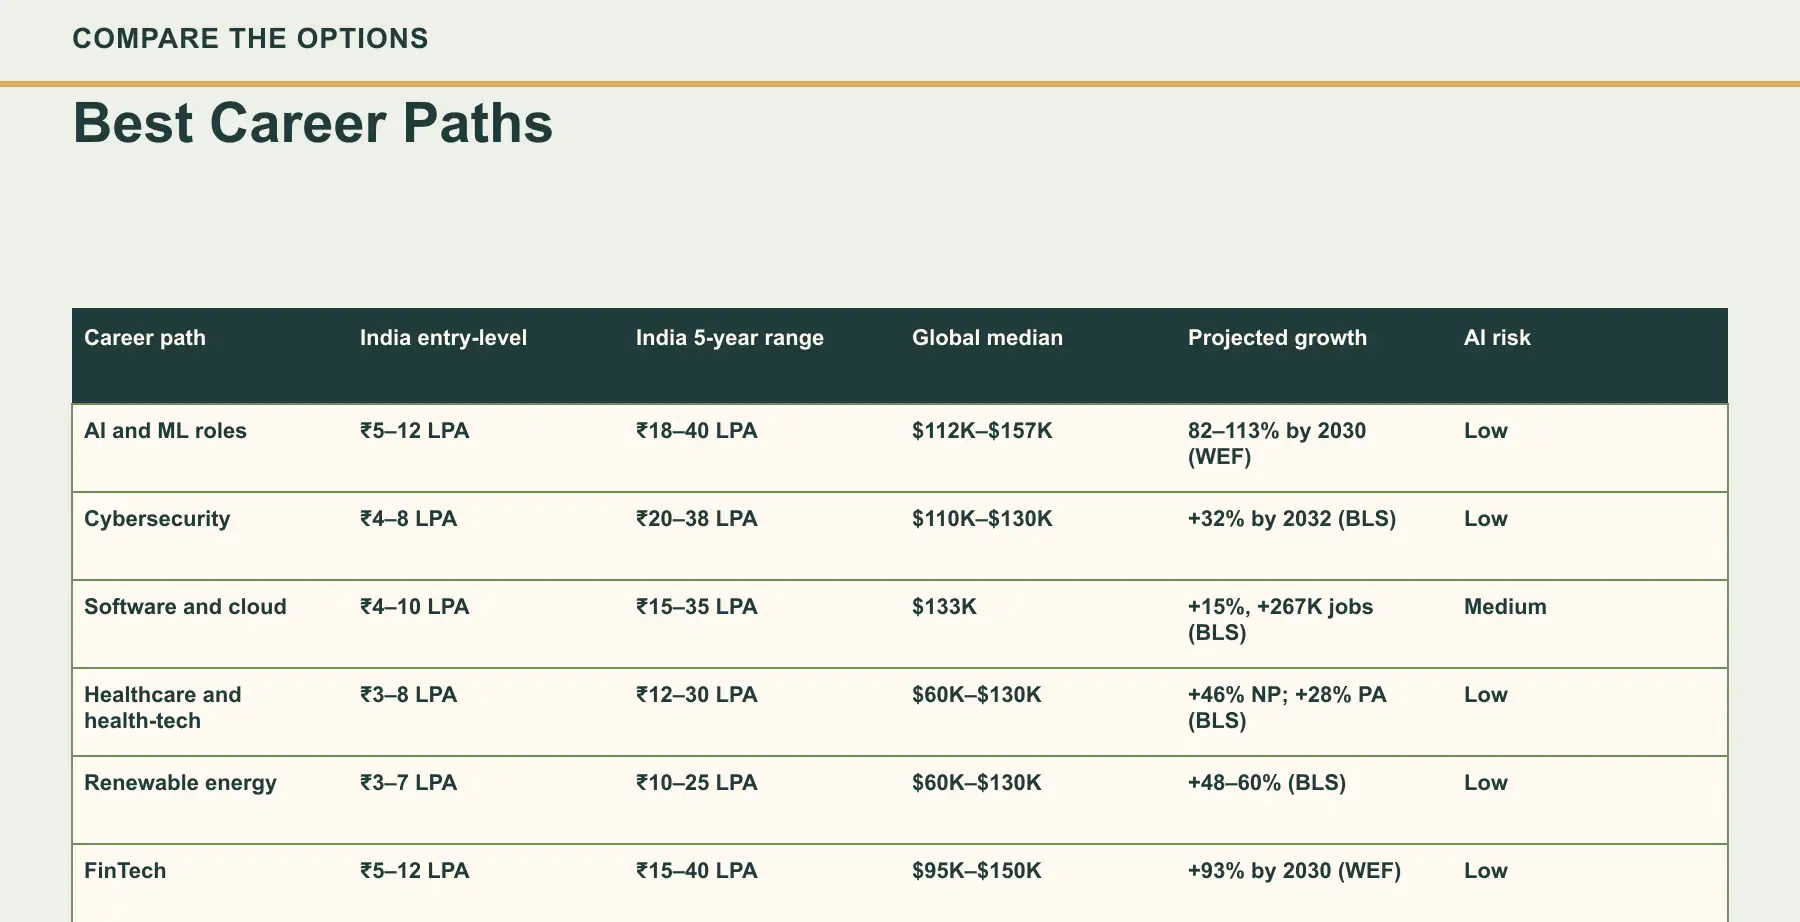 COMPARE THE OPTIONS
Best Career Paths
Career path India entry-level India 5-year range Global median Projected growth AI risk
AI and ML roles ₹5–12 LPA ₹18–40 LPA $112K–$157K 82–113% by 2030 Low
(WEF)
Cybersecurity ₹4–8 LPA ₹20–38 LPA $110K–$130K +32% by 2032 (BLS) Low
Software and cloud ₹4–10 LPA ₹15–35 LPA $133K +15%, +267K jobs Medium
(BLS)
Healthcare and ₹3–8 LPA ₹12–30 LPA $60K–$130K +46% NP; +28% PA Low
health-tech (BLS)
Renewable energy ₹3–7 LPA ₹10–25 LPA $60K–$130K +48–60% (BLS) Low
FinTech ₹5–12 LPA ₹15–40 LPA $95K–$150K +93% by 2030 (WEF) Low